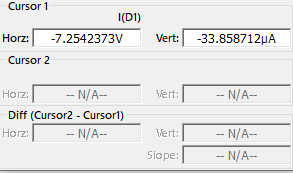 Cursor 1
I(D1)
Horz: -7.2542373V Vert: -33.858712µA
Cursor 2
Horz: -- N/A-- Vert: -- N/A--
Diff (Cursor2 - Cursor1)
Horz: -- N/A-- Vert: -- N/A--
Slope: -- N/A--